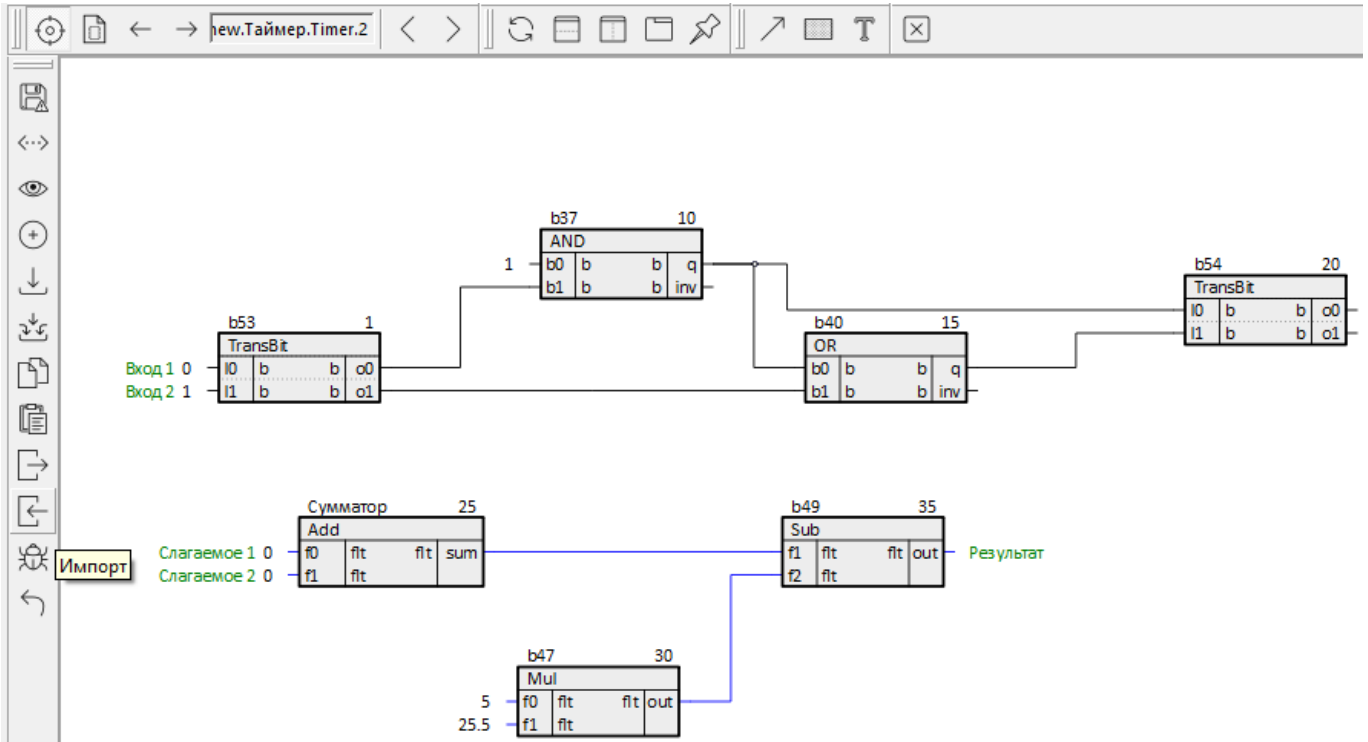 new.Таймер.Timer.2
b37 10
AND
1 b0 b b q
b1 b b inv
b54 20
TransBit
I0 b b o0
I1 b b o1
b53 1
TransBit
Вход 1 0 I0 b b o0
Вход 2 1 I1 b b o1
b40 15
OR
b0 b b q
b1 b b inv
Сумматор 25
Add
Слагаемое 1 0 f0 flt flt sum
Слагаемое 2 0 f1 flt
b49 35
Sub
f1 flt flt out Результат
f2 flt
Импорт
b47 30
Mul
5 f0 flt flt out
25.5 f1 flt